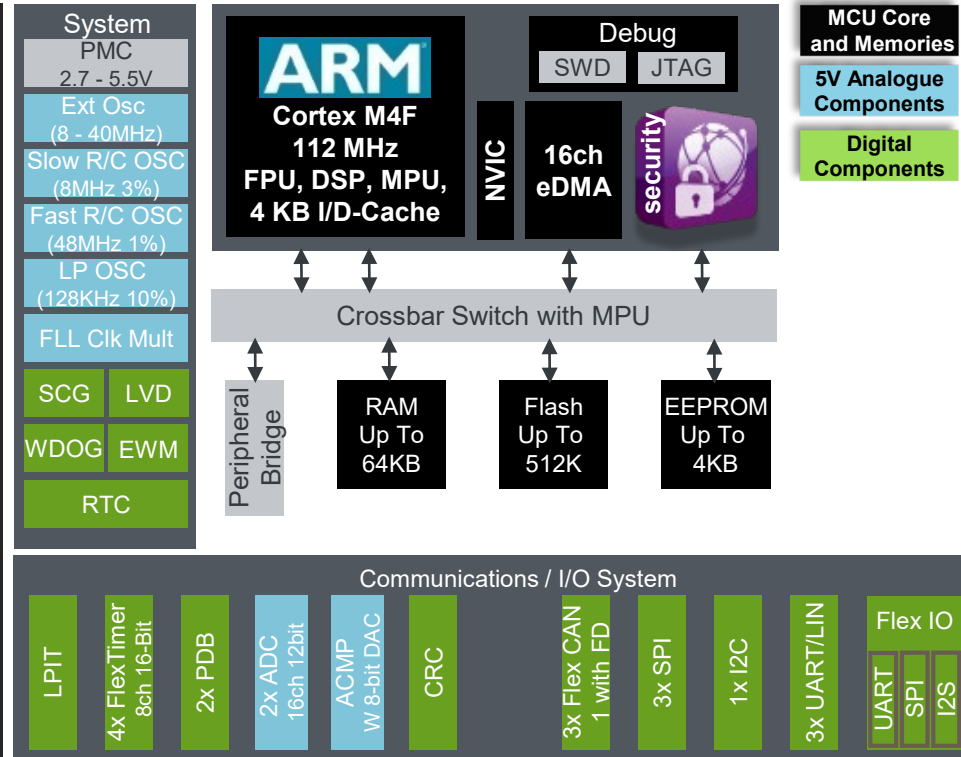 System
PMC
2.7 - 5.5V
Ext Osc
(8 - 40MHz)
Slow R/C OSC
(8MHz 3%)
Fast R/C OSC
(48MHz 1%)
LP OSC
(128KHz 10%)
FLL Clk Mult
SCG
LVD
WDOG
EWM
RTC
ARM
Cortex M4F
112 MHz
FPU, DSP, MPU,
4 KB I/D-Cache
NVIC
Debug
SWD
JTAG
16ch
eDMA
security
MCU Core
and Memories
5V Analogue
Components
Digital
Components
Crossbar Switch with MPU
Peripheral
Bridge
RAM
Up To
64KB
Flash
Up To
512K
EEPROM
Up To
4KB
Communications / I/O System
LPIT
4x FlexTimer
8ch 16-Bit
2x PDB
2x ADC
16ch 12bit
ACMP
W 8-bit DAC
CRC
3x Flex CAN
1 with FD
3x SPI
1x I2C
3x UART/LIN
Flex IO
UART
SPI
I2S